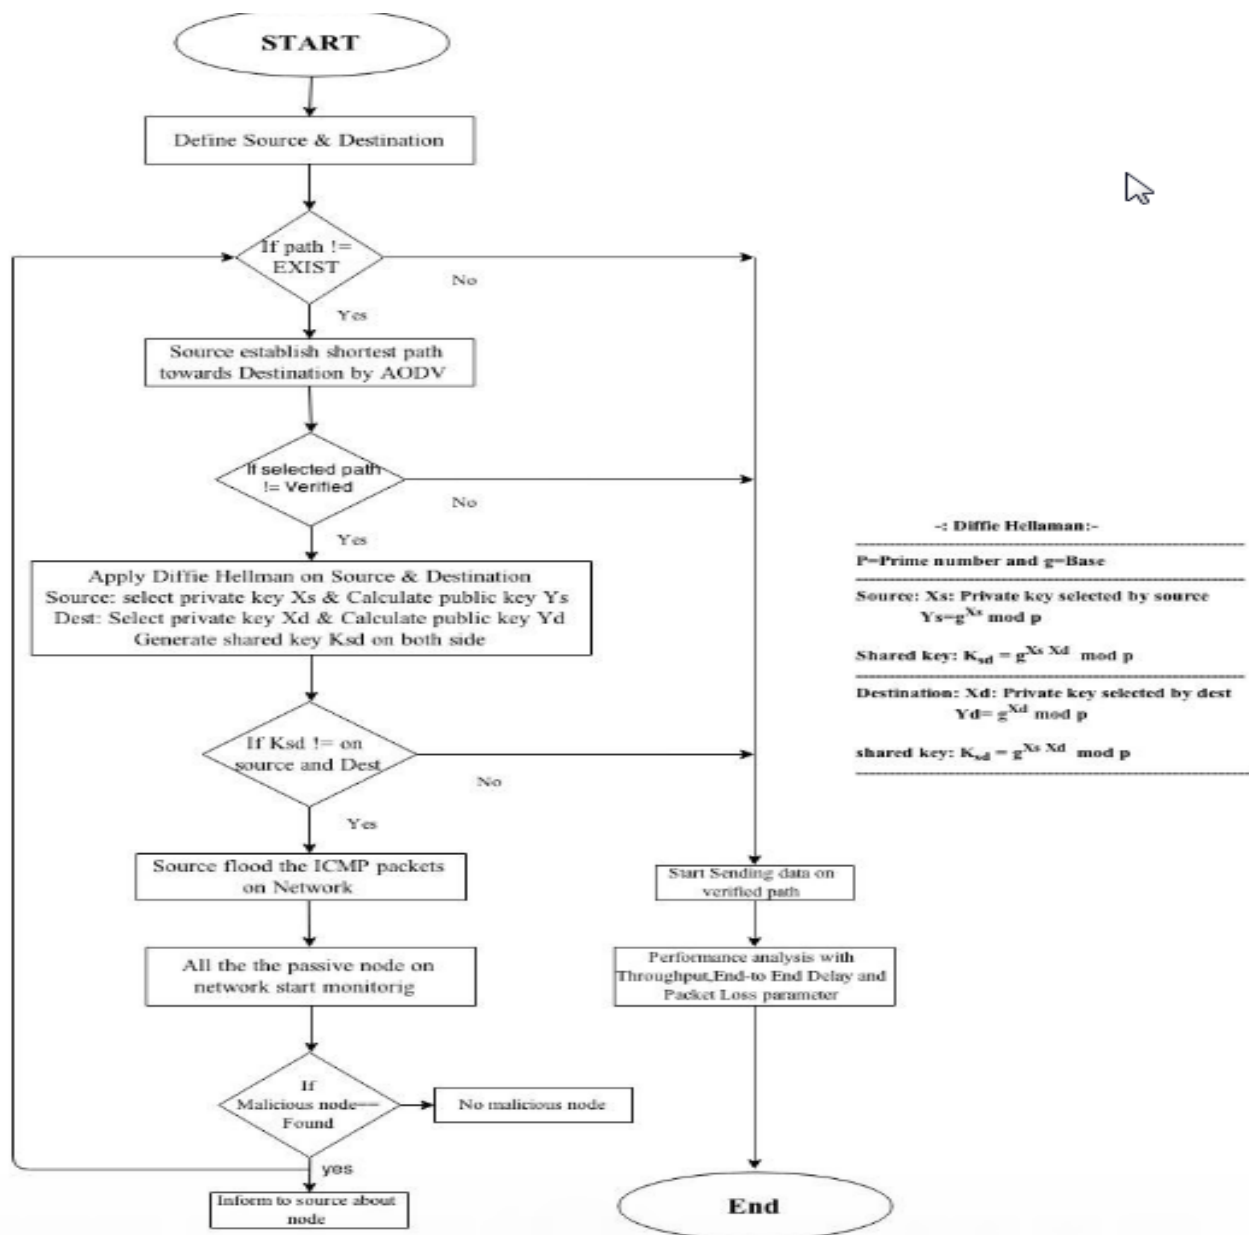 START
Define Source & Destination
If path !=
EXIST
No
Yes
Source establish shortest path
towards Destination by AODV
If selected path
!= Verified
No
Yes
Apply Diffie Hellman on Source & Destination
Source: select private key Xs & Calculate public key Ys
Dest: Select private key Xd & Calculate public key Yd
Generate shared key Ksd on both side
If Ksd != on
source and Dest
No
Yes
Source flood the ICMP packets
on Network
All the the passive node on
network start monitorig
If
Malicious node==
Found
No malicious node
yes
Inform to source about
node
Start Sending data on
verified path
Performance analysis with
Throughput,End-to End Delay and
Packet Loss parameter
End
-: Diffie Hellaman:-
P=Prime number and g=Base
Source: Xs: Private key selected by source
Ys=g^Xs mod p
Shared key: K_sd = g^Xs Xd mod p
Destination: Xd: Private key selected by dest
Yd= g^Xd mod p
shared key: K_sd = g^Xs Xd mod p